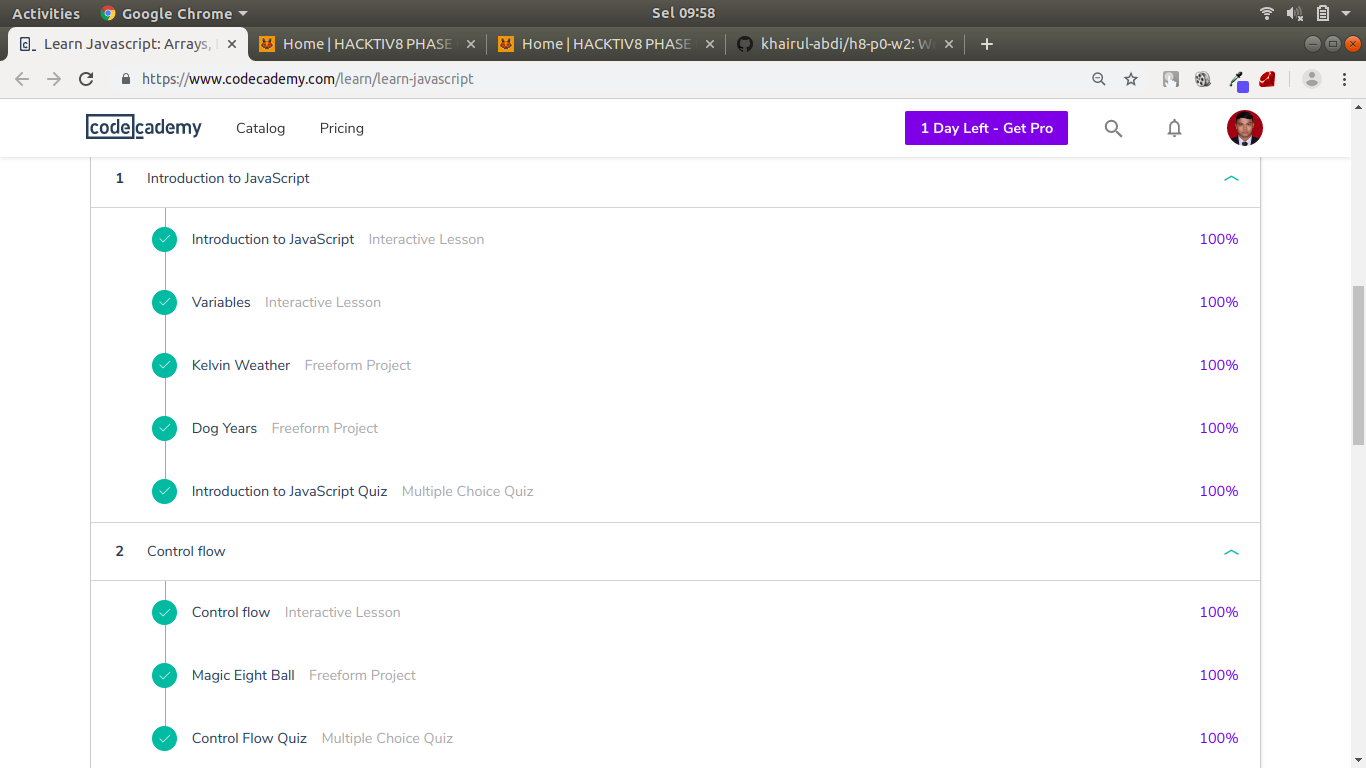 Activities Google Chrome Sel 09:58
Learn Javascript: Arrays, Home | HACKTIV8 PHASE Home | HACKTIV8 PHASE khairul-abdi/h8-p0-w2:
https://www.codecademy.com/learn/learn-javascript
codecademy Catalog Pricing 1 Day Left - Get Pro
1 Introduction to JavaScript
Introduction to JavaScript Interactive Lesson 100%
Variables Interactive Lesson 100%
Kelvin Weather Freeform Project 100%
Dog Years Freeform Project 100%
Introduction to JavaScript Quiz Multiple Choice Quiz 100%
2 Control flow
Control flow Interactive Lesson 100%
Magic Eight Ball Freeform Project 100%
Control Flow Quiz Multiple Choice Quiz 100%